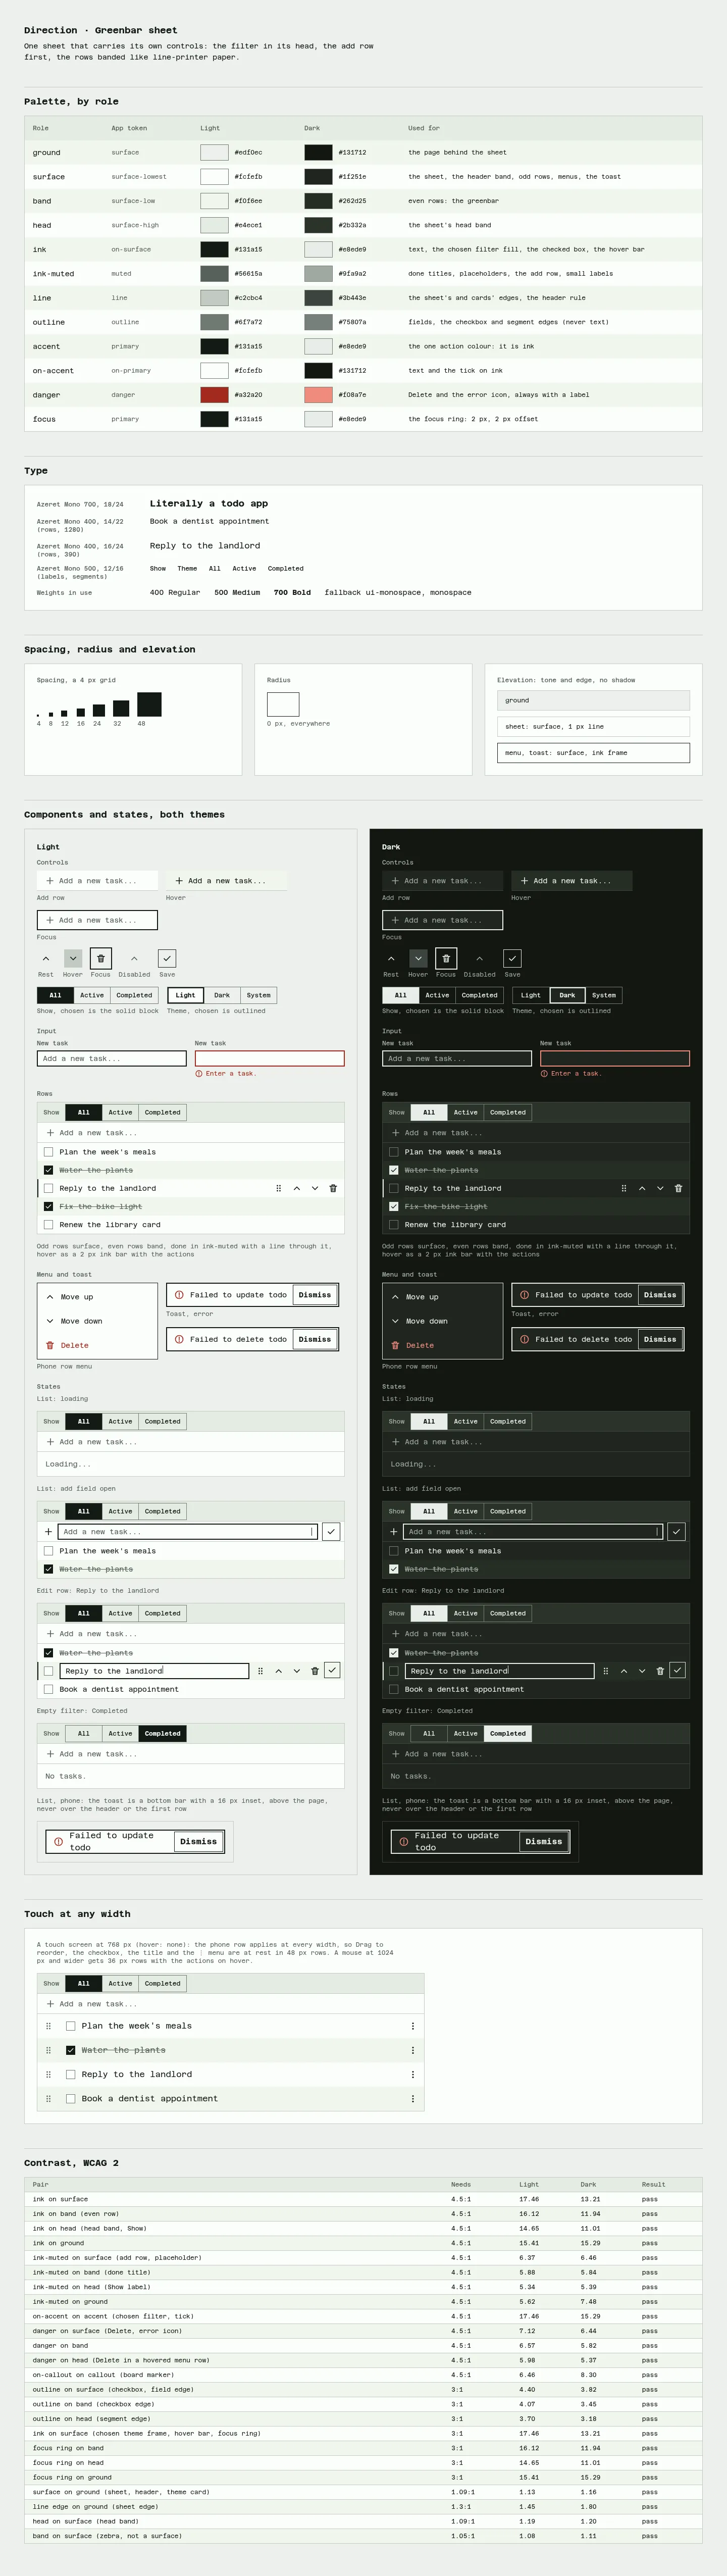 Direction · Greenbar sheet
One sheet that carries its own controls: the filter in its head, the add row
first, the rows banded like line-printer paper.
Palette, by role
Role App token Light Dark Used for
ground surface #edf0ec #131712 the page behind the sheet
surface surface-lowest #fcfefb #1f251e the sheet, the header band, odd rows, menus, the toast
band surface-low #f0f6ee #262d25 even rows: the greenbar
head surface-high #e4ece1 #2b332a the sheet's head band
ink on-surface #131a15 #e8ede9 text, the chosen filter fill, the checked box, the hover bar
ink-muted muted #56615a #9fa9a2 done titles, placeholders, the add row, small labels
line line #c2cbc4 #3b443e the sheet's and cards' edges, the header rule
outline outline #6f7a72 #75807a fields, the checkbox and segment edges (never text)
accent primary #131a15 #e8ede9 the one action colour: it is ink
on-accent on-primary #fcfefb #131712 text and the tick on ink
danger danger #a32a20 #f08a7e Delete and the error icon, always with a label
focus primary #131a15 #e8ede9 the focus ring: 2 px, 2 px offset
Type
Azeret Mono 700, 18/24 Literally a todo app
Azeret Mono 400, 14/22 Book a dentist appointment
(rows, 1280)
Azeret Mono 400, 16/24 Reply to the landlord
(rows, 390)
Azeret Mono 500, 12/16 Show Theme All Active Completed
(labels, segments)
Weights in use 400 Regular 500 Medium 700 Bold fallback ui-monospace, monospace
Spacing, radius and elevation
Spacing, a 4 px grid
4 8 12 16 24 32 48
Radius
0 px, everywhere
Elevation: tone and edge, no shadow
ground
sheet: surface, 1 px line
menu, toast: surface, ink frame
Components and states, both themes
Light
Controls
Add a new task...
Add a new task...
Add row Hover
Add a new task...
Focus
Rest Hover Focus Disabled Save
All Active Completed Light Dark System
Show, chosen is the solid block Theme, chosen is outlined
Input
New task New task
Add a new task...
Enter a task.
Rows
Show All Active Completed
Add a new task...
Plan the week's meals
Water the plants
Reply to the landlord
Fix the bike light
Renew the library card
Odd rows surface, even rows band, done in ink-muted with a line through it,
hover as a 2 px ink bar with the actions
Menu and toast
Move up
Move down
Delete
Phone row menu
Failed to update todo Dismiss
Toast, error
Failed to delete todo Dismiss
States
List: loading
Show All Active Completed
Add a new task...
Loading...
List: add field open
Show All Active Completed
Add a new task...
Plan the week's meals
Water the plants
Edit row: Reply to the landlord
Show All Active Completed
Add a new task...
Water the plants
Reply to the landlord
Book a dentist appointment
Empty filter: Completed
Show All Active Completed
Add a new task...
No tasks.
List, phone: the toast is a bottom bar with a 16 px inset, above the page,
never over the header or the first row
Failed to update
todo
Dismiss
Dark
Controls
Add a new task...
Add a new task...
Add row Hover
Add a new task...
Focus
Rest Hover Focus Disabled Save
All Active Completed Light Dark System
Show, chosen is the solid block Theme, chosen is outlined
Input
New task New task
Add a new task...
Enter a task.
Rows
Show All Active Completed
Add a new task...
Plan the week's meals
Water the plants
Reply to the landlord
Fix the bike light
Renew the library card
Odd rows surface, even rows band, done in ink-muted with a line through it,
hover as a 2 px ink bar with the actions
Menu and toast
Move up
Move down
Delete
Phone row menu
Failed to update todo Dismiss
Toast, error
Failed to delete todo Dismiss
States
List: loading
Show All Active Completed
Add a new task...
Loading...
List: add field open
Show All Active Completed
Add a new task...
Plan the week's meals
Water the plants
Edit row: Reply to the landlord
Show All Active Completed
Add a new task...
Water the plants
Reply to the landlord
Book a dentist appointment
Empty filter: Completed
Show All Active Completed
Add a new task...
No tasks.
List, phone: the toast is a bottom bar with a 16 px inset, above the page,
never over the header or the first row
Failed to update
todo
Dismiss
Touch at any width
A touch screen at 768 px (hover: none): the phone row applies at every width, so Drag to
reorder, the checkbox, the title and the ⋮ menu are at rest in 48 px rows. A mouse at 1024
px and wider gets 36 px rows with the actions on hover.
Show All Active Completed
Add a new task...
Plan the week's meals
Water the plants
Reply to the landlord
Book a dentist appointment
Contrast, WCAG 2
Pair Needs Light Dark Result
ink on surface 4.5:1 17.46 13.21 pass
ink on band (even row) 4.5:1 16.12 11.94 pass
ink on head (head band, Show) 4.5:1 14.65 11.01 pass
ink on ground 4.5:1 15.41 15.29 pass
ink-muted on surface (add row, placeholder) 4.5:1 6.37 6.46 pass
ink-muted on band (done title) 4.5:1 5.88 5.84 pass
ink-muted on head (Show label) 4.5:1 5.34 5.39 pass
ink-muted on ground 4.5:1 5.62 7.48 pass
on-accent on accent (chosen filter, tick) 4.5:1 17.46 15.29 pass
danger on surface (Delete, error icon) 4.5:1 7.12 6.44 pass
danger on band 4.5:1 6.57 5.82 pass
danger on head (Delete in a hovered menu row) 4.5:1 5.98 5.37 pass
on-callout on callout (board marker) 4.5:1 6.46 8.30 pass
outline on surface (checkbox, field edge) 3:1 4.40 3.82 pass
outline on band (checkbox edge) 3:1 4.07 3.45 pass
outline on head (segment edge) 3:1 3.70 3.18 pass
ink on surface (chosen theme frame, hover bar, focus ring) 3:1 17.46 13.21 pass
focus ring on band 3:1 16.12 11.94 pass
focus ring on head 3:1 14.65 11.01 pass
focus ring on ground 3:1 15.41 15.29 pass
surface on ground (sheet, header, theme card) 1.09:1 1.13 1.16 pass
line edge on ground (sheet edge) 1.3:1 1.45 1.80 pass
head on surface (head band) 1.09:1 1.19 1.20 pass
band on surface (zebra, not a surface) 1.05:1 1.08 1.11 pass